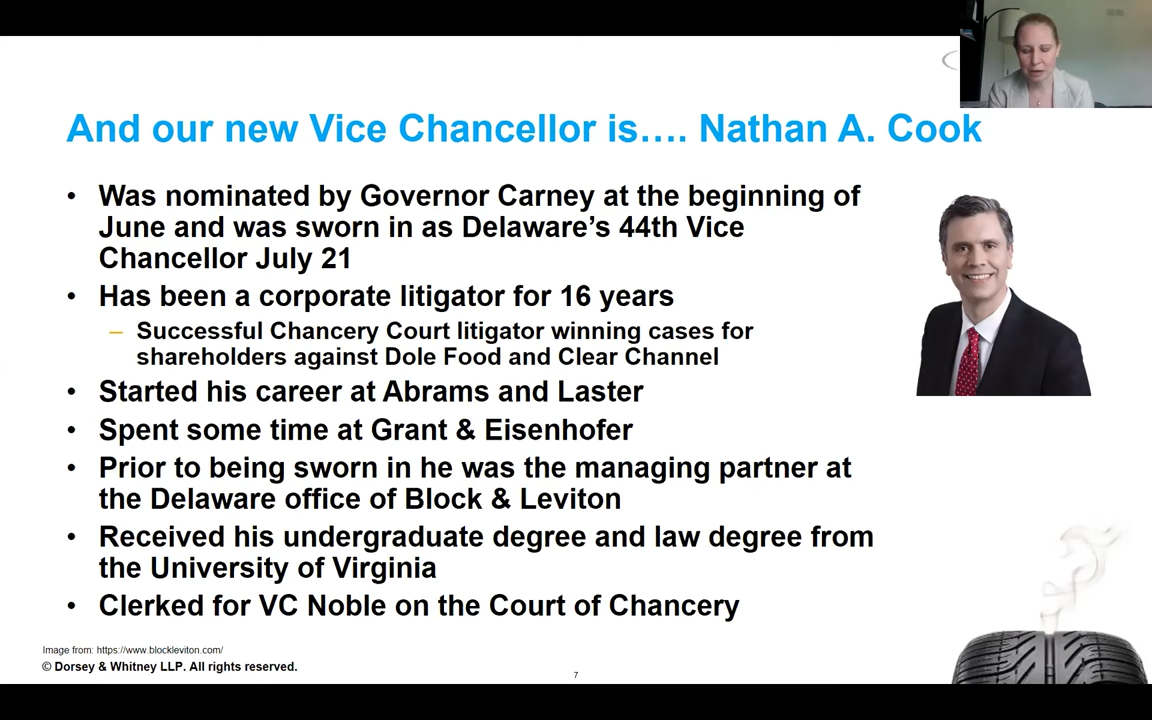 And our new Vice Chancellor is…. Nathan A. Cook
• Was nominated by Governor Carney at the beginning of
June and was sworn in as Delaware’s 44th Vice
Chancellor July 21
• Has been a corporate litigator for 16 years
– Successful Chancery Court litigator winning cases for
shareholders against Dole Food and Clear Channel
• Started his career at Abrams and Laster
• Spent some time at Grant & Eisenhofer
• Prior to being sworn in he was the managing partner at
the Delaware office of Block & Leviton
• Received his undergraduate degree and law degree from
the University of Virginia
• Clerked for VC Noble on the Court of Chancery
Image from: https://www.blockleviton.com/
© Dorsey & Whitney LLP. All rights reserved.
7